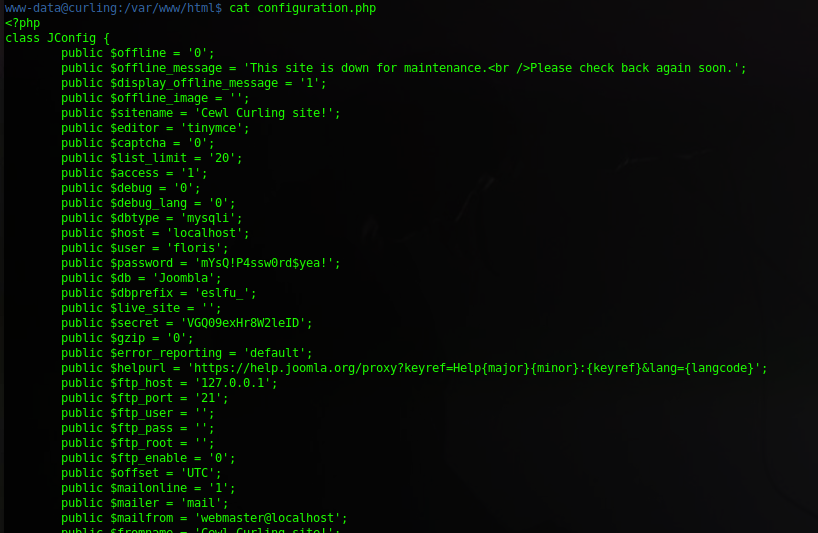 www-data@curling:/var/www/html$ cat configuration.php
<?php
class JConfig {
        public $offline = '0';
        public $offline_message = 'This site is down for maintenance.<br />Please check back again soon.';
        public $display_offline_message = '1';
        public $offline_image = '';
        public $sitename = 'Cewl Curling site!';
        public $editor = 'tinymce';
        public $captcha = '0';
        public $list_limit = '20';
        public $access = '1';
        public $debug = '0';
        public $debug_lang = '0';
        public $dbtype = 'mysqli';
        public $host = 'localhost';
        public $user = 'floris';
        public $password = 'mYsQ!P4ssw0rd$yea!';
        public $db = 'Joombla';
        public $dbprefix = 'eslfu_';
        public $live_site = '';
        public $secret = 'VGQ09exHr8W2leID';
        public $gzip = '0';
        public $error_reporting = 'default';
        public $helpurl = 'https://help.joomla.org/proxy?keyref=Help{major}{minor}:{keyref}&lang={langcode}';
        public $ftp_host = '127.0.0.1';
        public $ftp_port = '21';
        public $ftp_user = '';
        public $ftp_pass = '';
        public $ftp_root = '';
        public $ftp_enable = '0';
        public $offset = 'UTC';
        public $mailonline = '1';
        public $mailer = 'mail';
        public $mailfrom = 'webmaster@localhost';
        public $fromname = 'Cewl Curling site!';